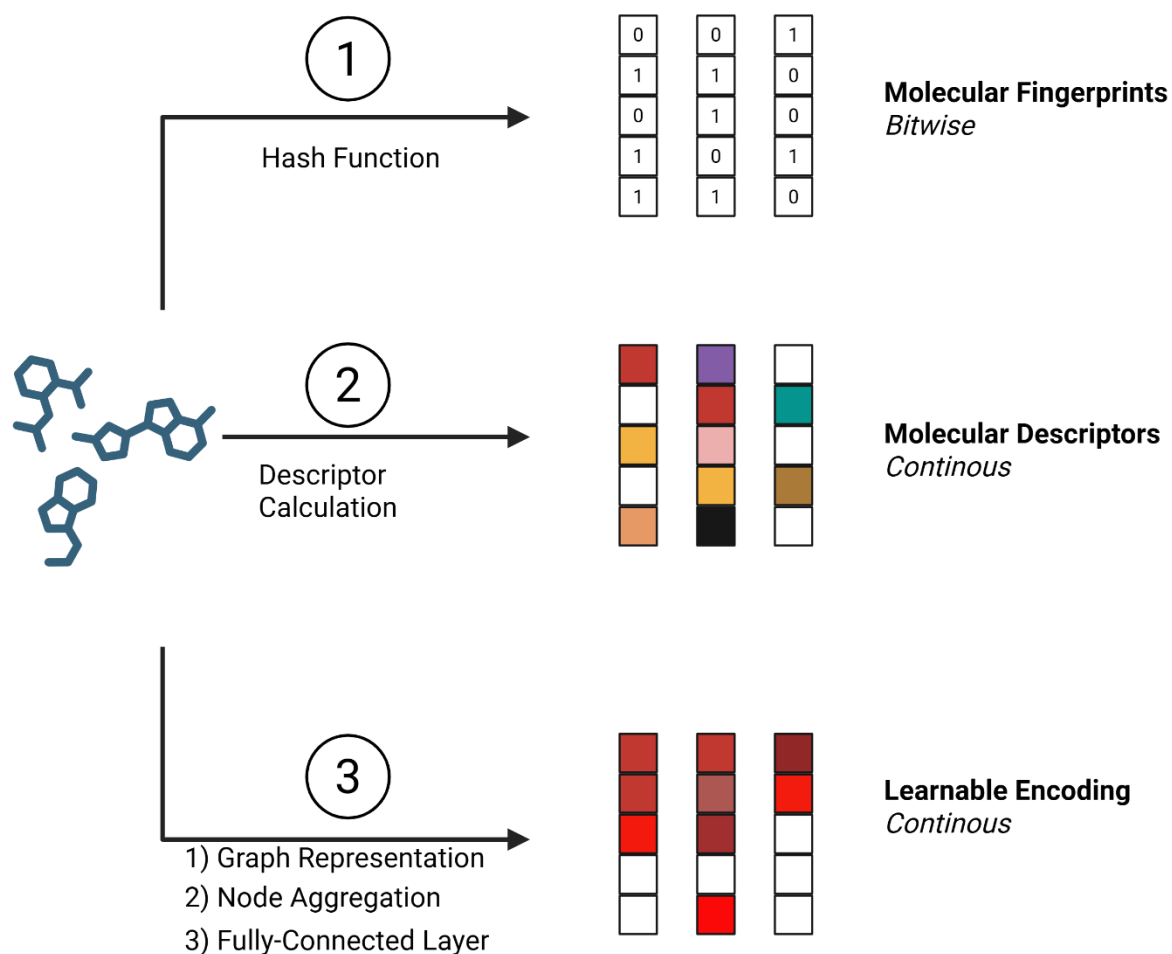 1
Hash Function
0 0 1
1 1 0
0 1 0
1 0 1
1 1 0
Molecular Fingerprints
Bitwise
2
Descriptor
Calculation
Molecular Descriptors
Continous
3
1) Graph Representation
2) Node Aggregation
3) Fully-Connected Layer
Learnable Encoding
Continous